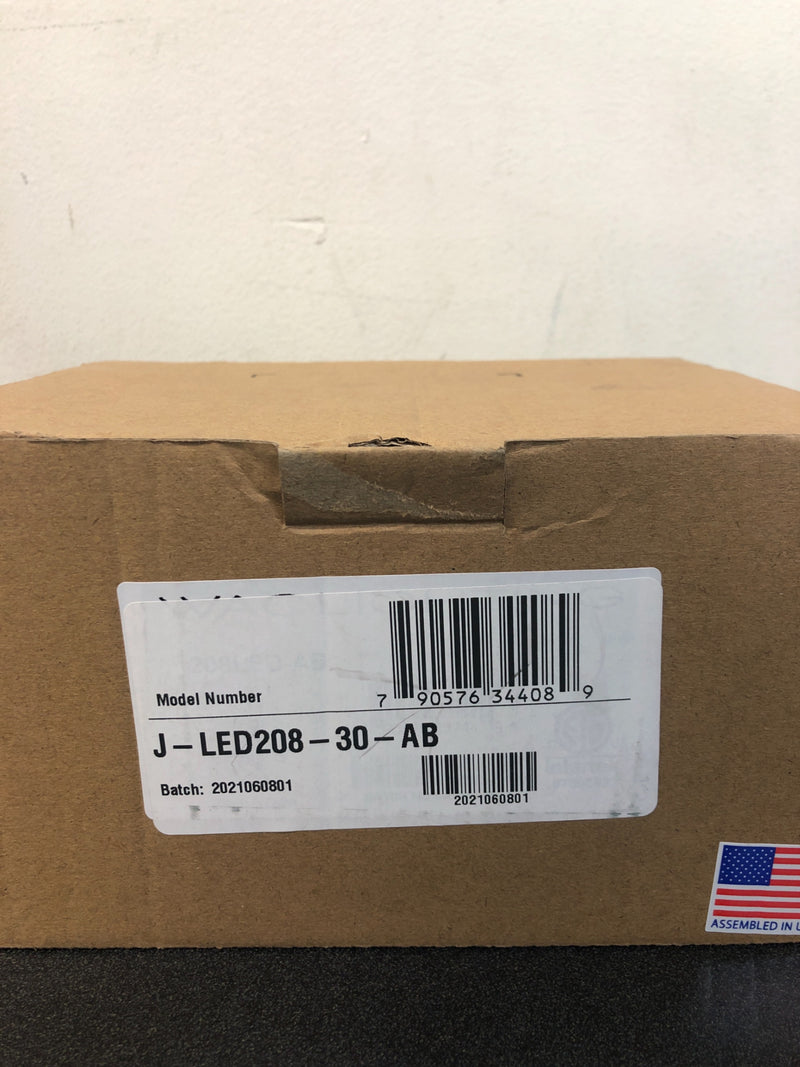 Model Number
7 90576 34408 9
J-LED208-30-AB
Batch: 2021060801
2021060801
ASSEMBLED IN